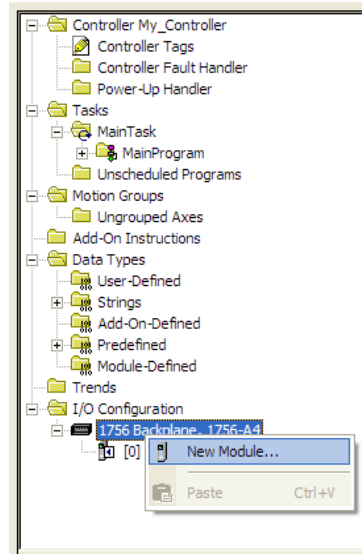 Controller My_Controller
Controller Tags
Controller Fault Handler
Power-Up Handler
Tasks
MainTask
MainProgram
Unscheduled Programs
Motion Groups
Ungrouped Axes
Add-On Instructions
Data Types
User-Defined
Strings
Add-On-Defined
Predefined
Module-Defined
Trends
I/O Configuration
1756 Backplane, 1756-A4
[0] New Module...
Paste Ctrl+V